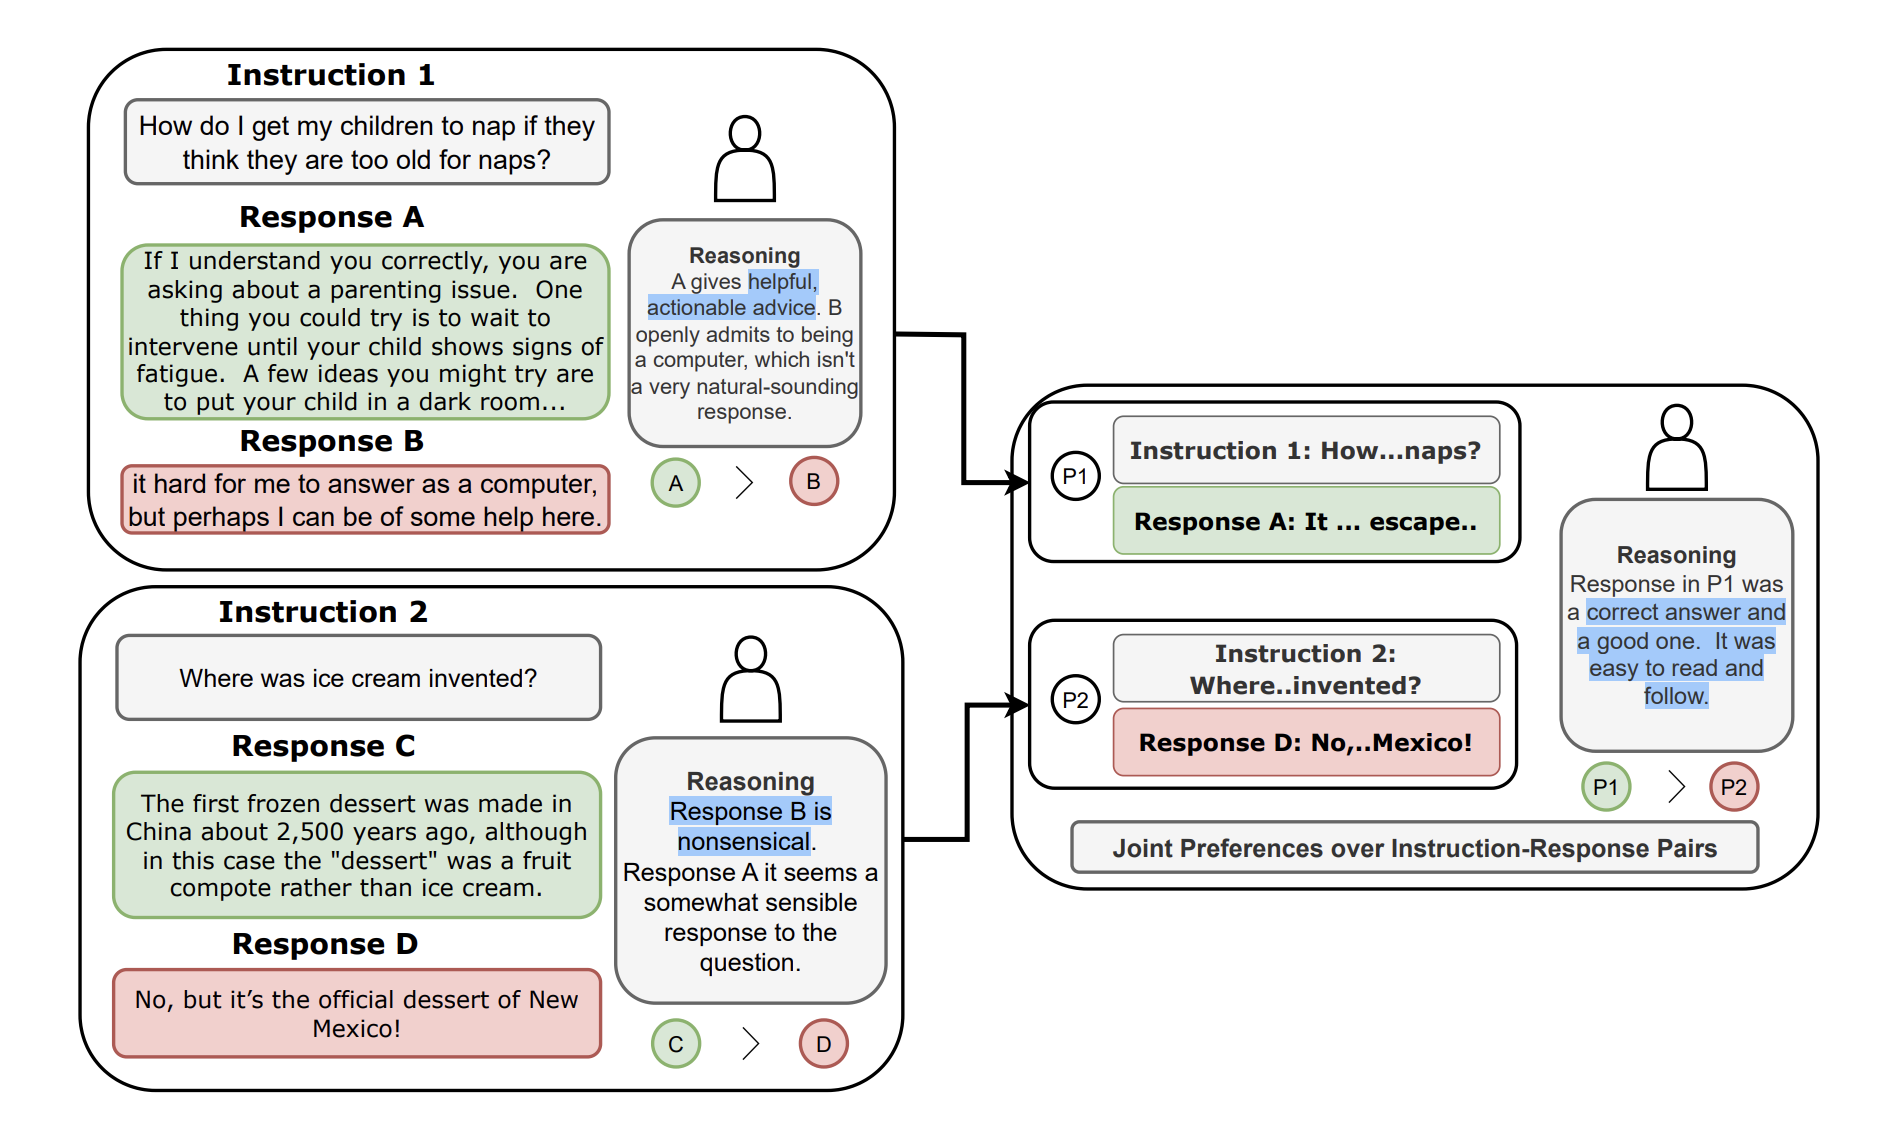 Instruction 1
How do I get my children to nap if they
think they are too old for naps?
Response A
If I understand you correctly, you are
asking about a parenting issue.  One
thing you could try is to wait to
intervene until your child shows signs of
fatigue.  A few ideas you might try are
to put your child in a dark room...
Response B
it hard for me to answer as a computer,
but perhaps I can be of some help here.
Reasoning
A gives helpful,
actionable advice. B
openly admits to being
a computer, which isn't
a very natural-sounding
response.
A > B
Instruction 2
Where was ice cream invented?
Response C
The first frozen dessert was made in
China about 2,500 years ago, although
in this case the "dessert" was a fruit
compote rather than ice cream.
Response D
No, but it’s the official dessert of New
Mexico!
Reasoning
Response B is
nonsensical.
Response A it seems a
somewhat sensible
response to the
question.
C > D
P1
Instruction 1: How...naps?
Response A: It ... escape..
P2
Instruction 2:
Where..invented?
Response D: No,..Mexico!
Reasoning
Response in P1 was
a correct answer and
a good one.  It was
easy to read and
follow.
P1 > P2
Joint Preferences over Instruction-Response Pairs